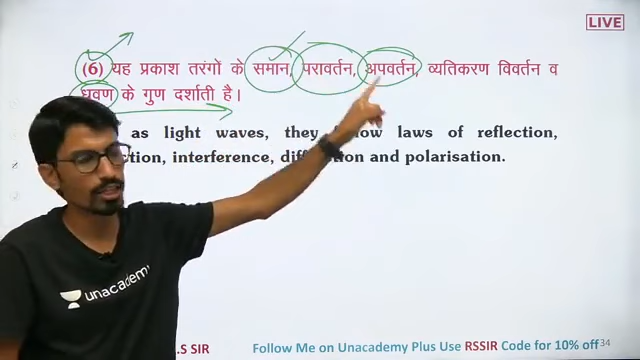 LIVE
(6) यह प्रकाश तरंगों के समान, परावर्तन, अपवर्तन, व्यतिकरण विवर्तन व
ध्रुवण के गुण दर्शाती है।
as light waves, they laws of reflection,
interference, and polarisation.
unacademy
.S SIR
Follow Me on Unacademy Plus Use RSSIR Code for 10% off
34